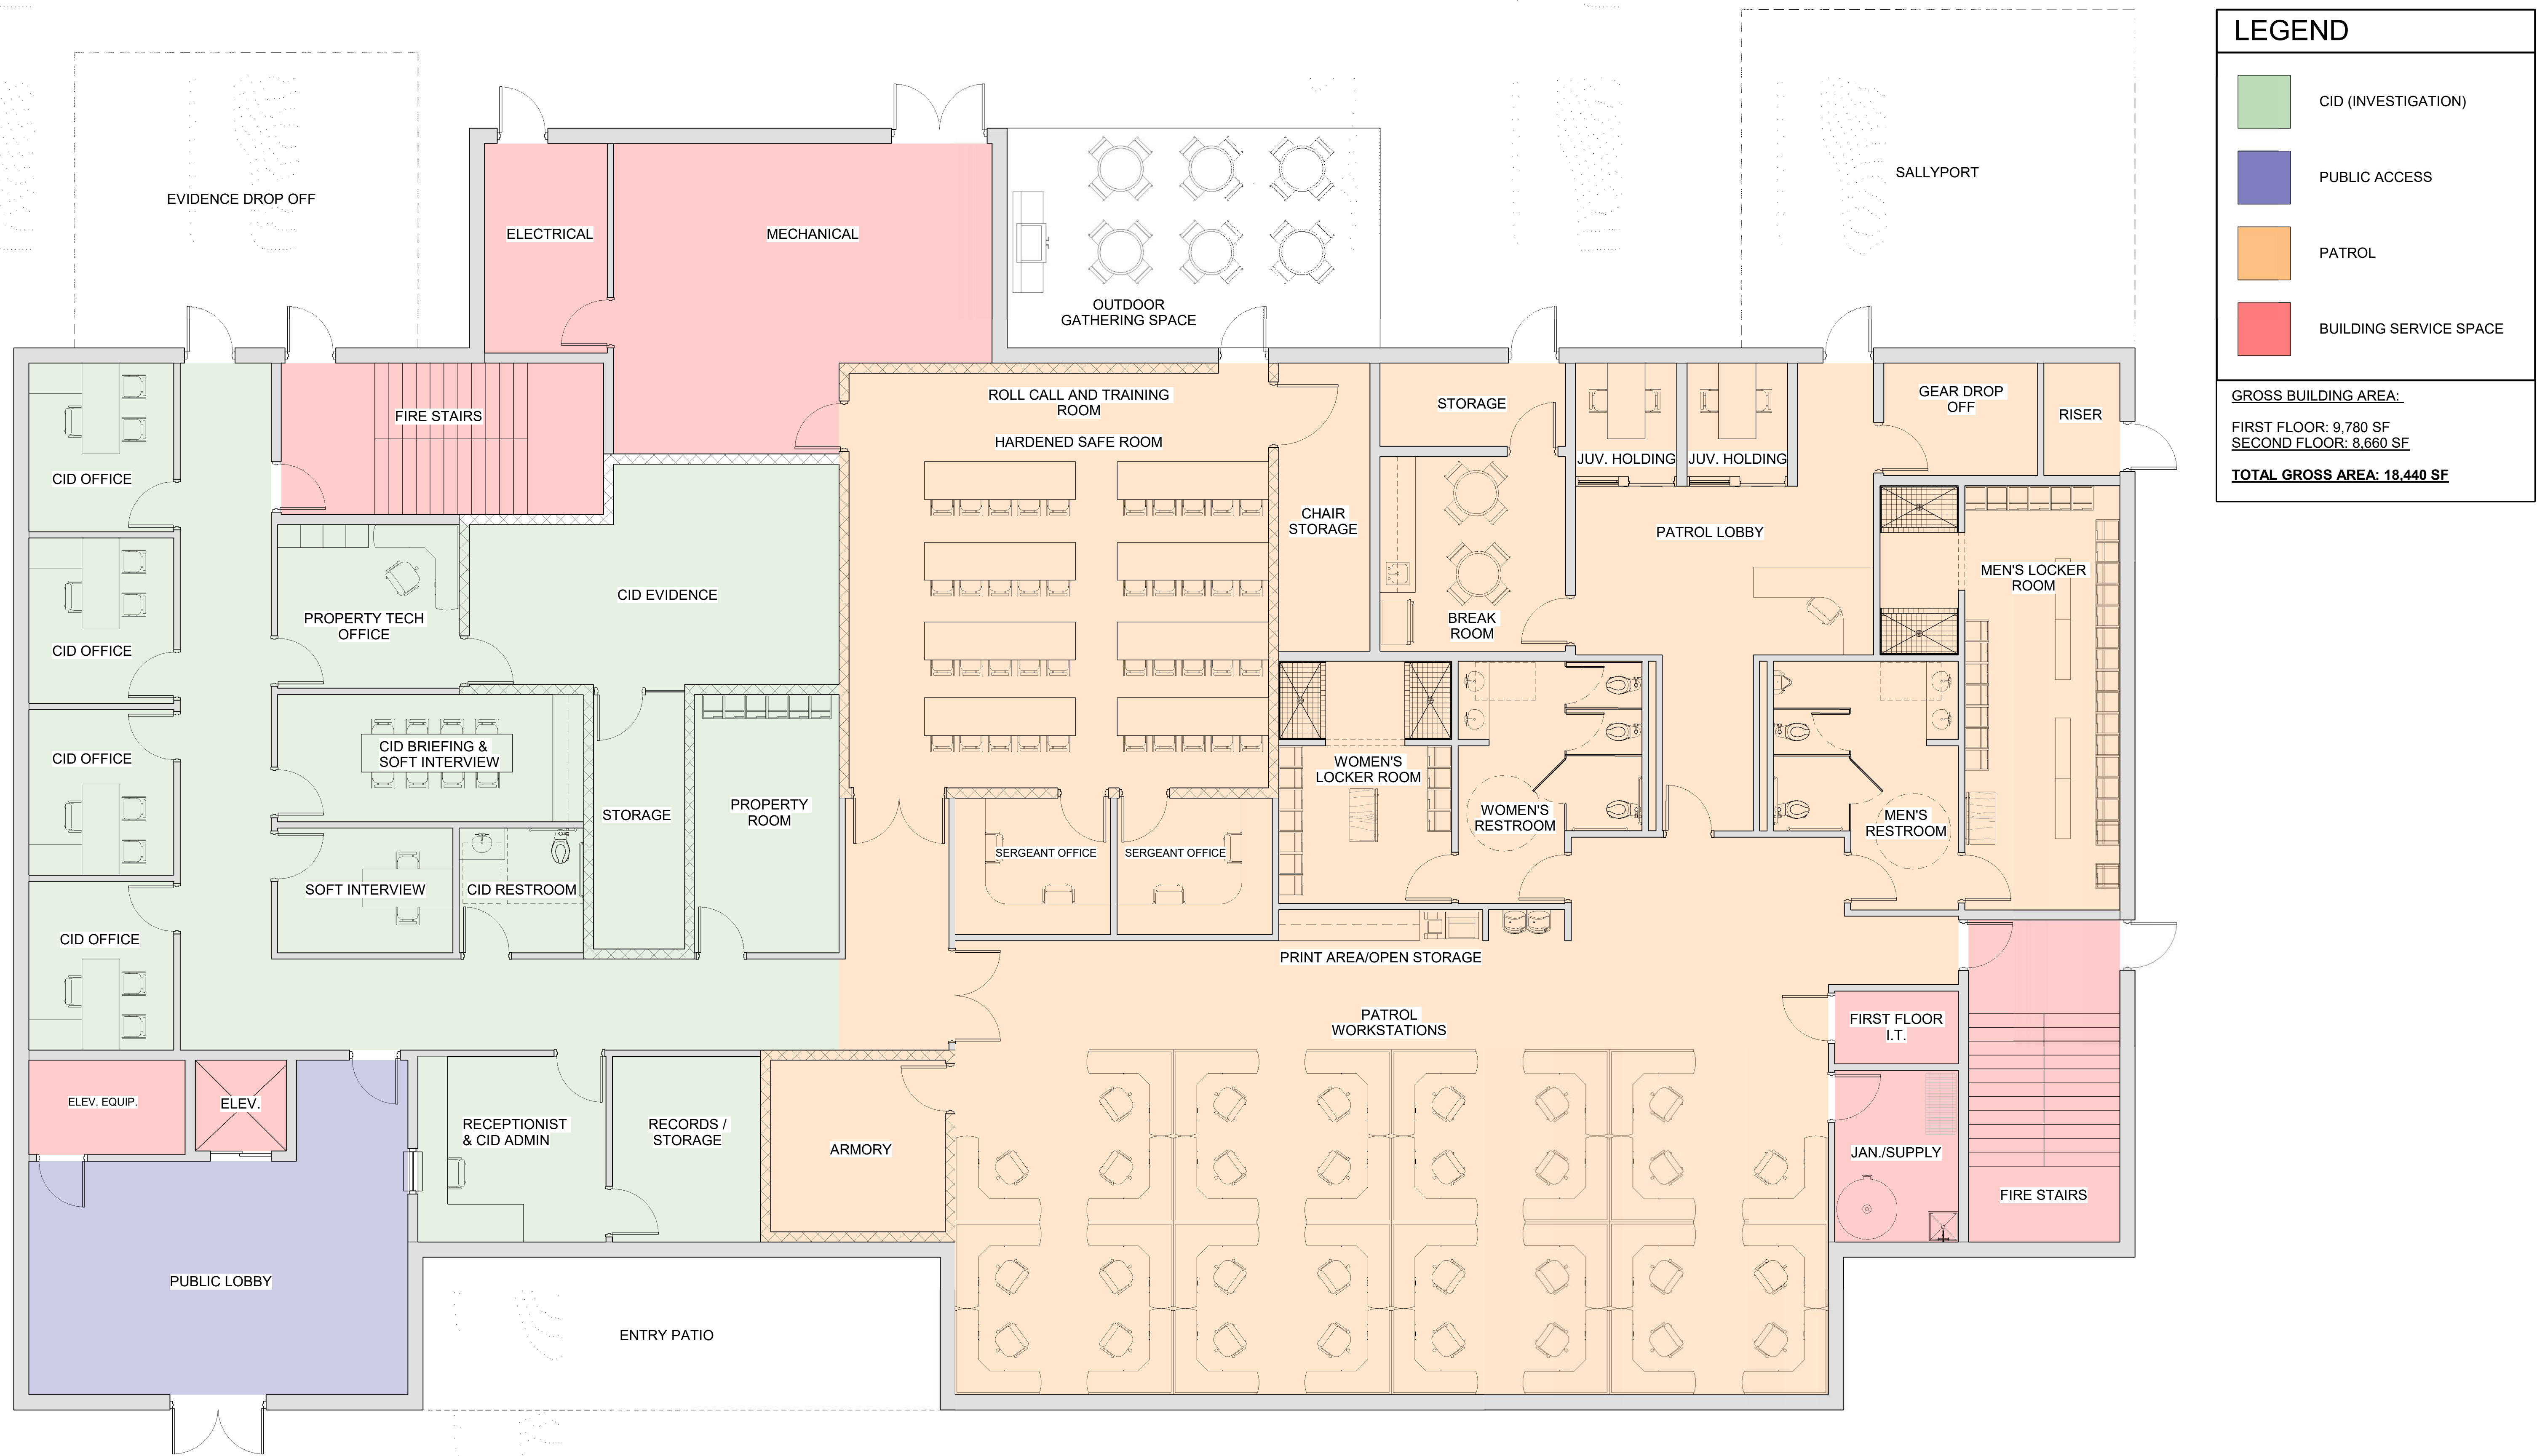 LEGEND
CID (INVESTIGATION)
PUBLIC ACCESS
PATROL
BUILDING SERVICE SPACE
GROSS BUILDING AREA:
FIRST FLOOR: 9,780 SF
SECOND FLOOR: 8,660 SF
TOTAL GROSS AREA: 18,440 SF
EVIDENCE DROP OFF
ELECTRICAL
MECHANICAL
OUTDOOR
GATHERING SPACE
SALLYPORT
CID OFFICE
FIRE STAIRS
ROLL CALL AND TRAINING
ROOM
HARDENED SAFE ROOM
STORAGE
JUV. HOLDING
JUV. HOLDING
GEAR DROP
OFF
RISER
CHAIR
STORAGE
PATROL LOBBY
MEN'S LOCKER
ROOM
CID EVIDENCE
PROPERTY TECH
OFFICE
BREAK
ROOM
CID OFFICE
CID OFFICE
CID BRIEFING &
SOFT INTERVIEW
WOMEN'S
LOCKER ROOM
STORAGE
PROPERTY
ROOM
WOMEN'S
RESTROOM
MEN'S
RESTROOM
SERGEANT OFFICE
SERGEANT OFFICE
SOFT INTERVIEW
CID RESTROOM
CID OFFICE
PRINT AREA/OPEN STORAGE
PATROL
WORKSTATIONS
FIRST FLOOR
I.T.
ELEV. EQUIP.
ELEV.
RECEPTIONIST
& CID ADMIN
RECORDS /
STORAGE
ARMORY
JAN./SUPPLY
FIRE STAIRS
PUBLIC LOBBY
ENTRY PATIO